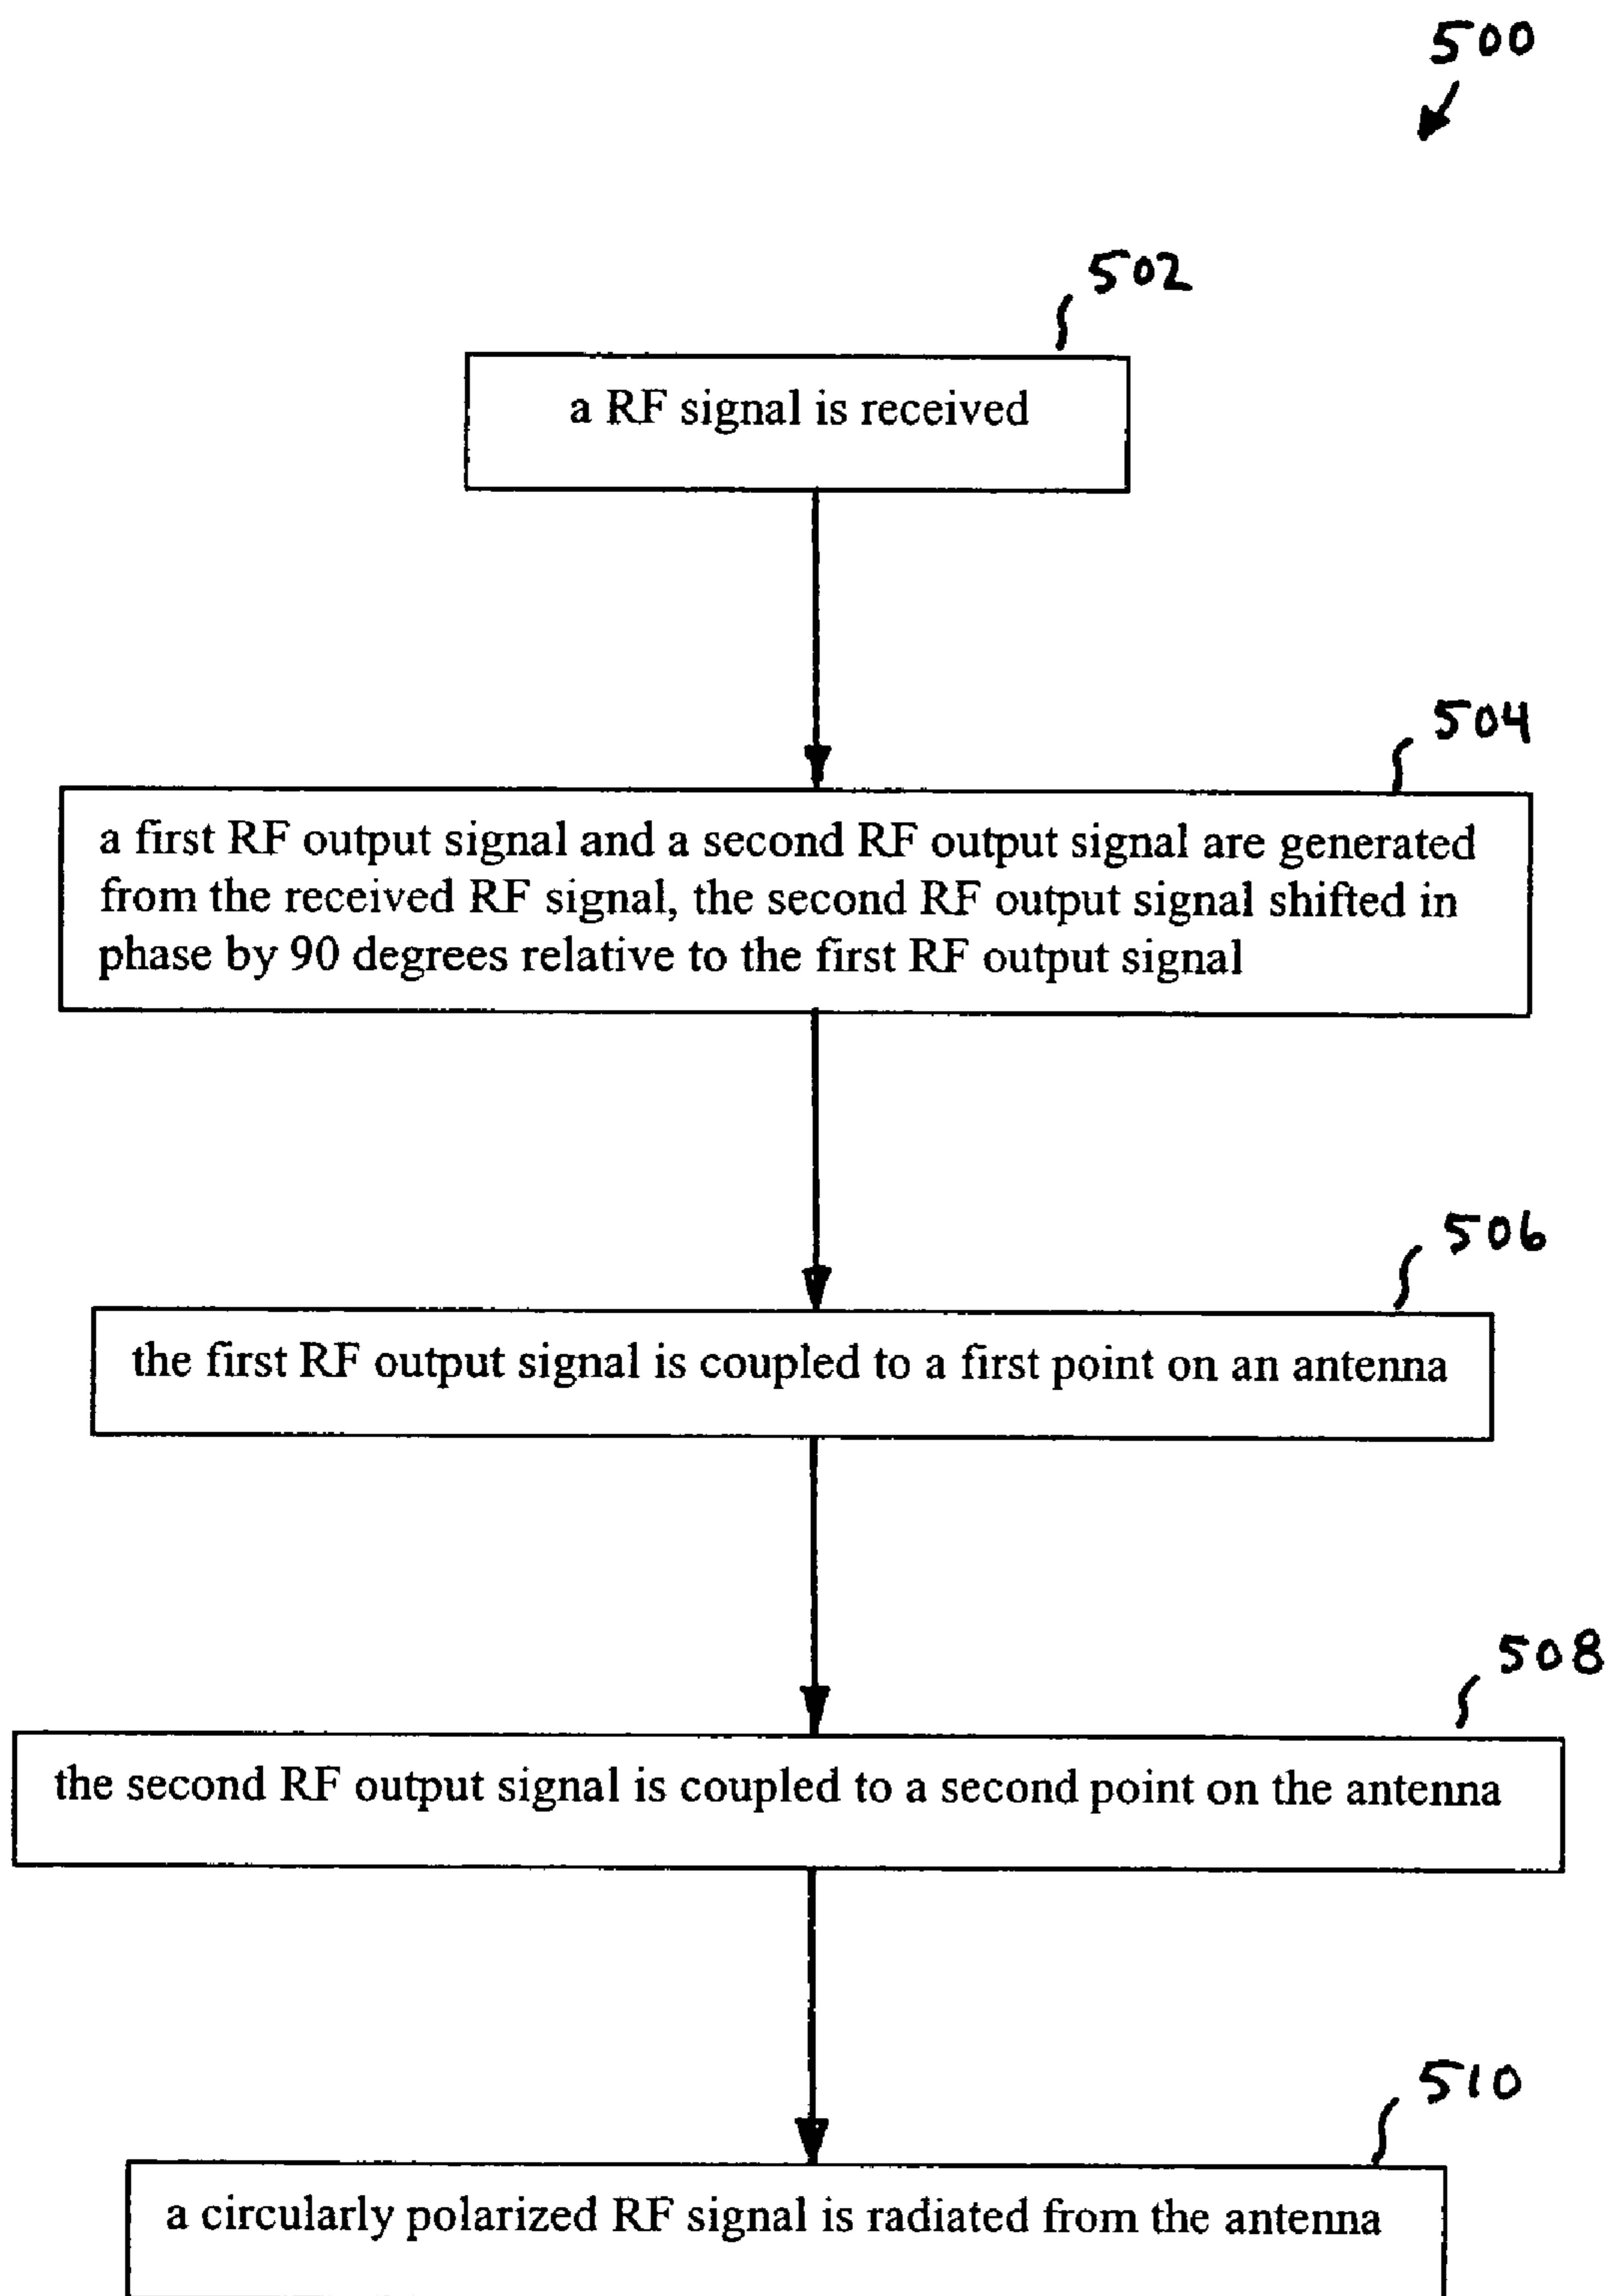 500
502
a RF signal is received
504
a first RF output signal and a second RF output signal are generated
from the received RF signal, the second RF output signal shifted in
phase by 90 degrees relative to the first RF output signal
506
the first RF output signal is coupled to a first point on an antenna
508
the second RF output signal is coupled to a second point on the antenna
510
a circularly polarized RF signal is radiated from the antenna